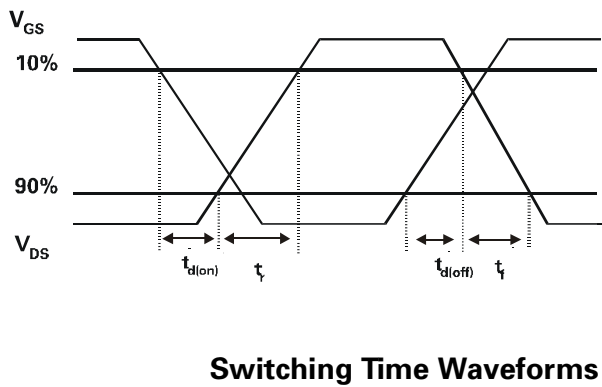 VGS
10%
90%
VDS
td(on) tr td(off) tf
Switching Time Waveforms